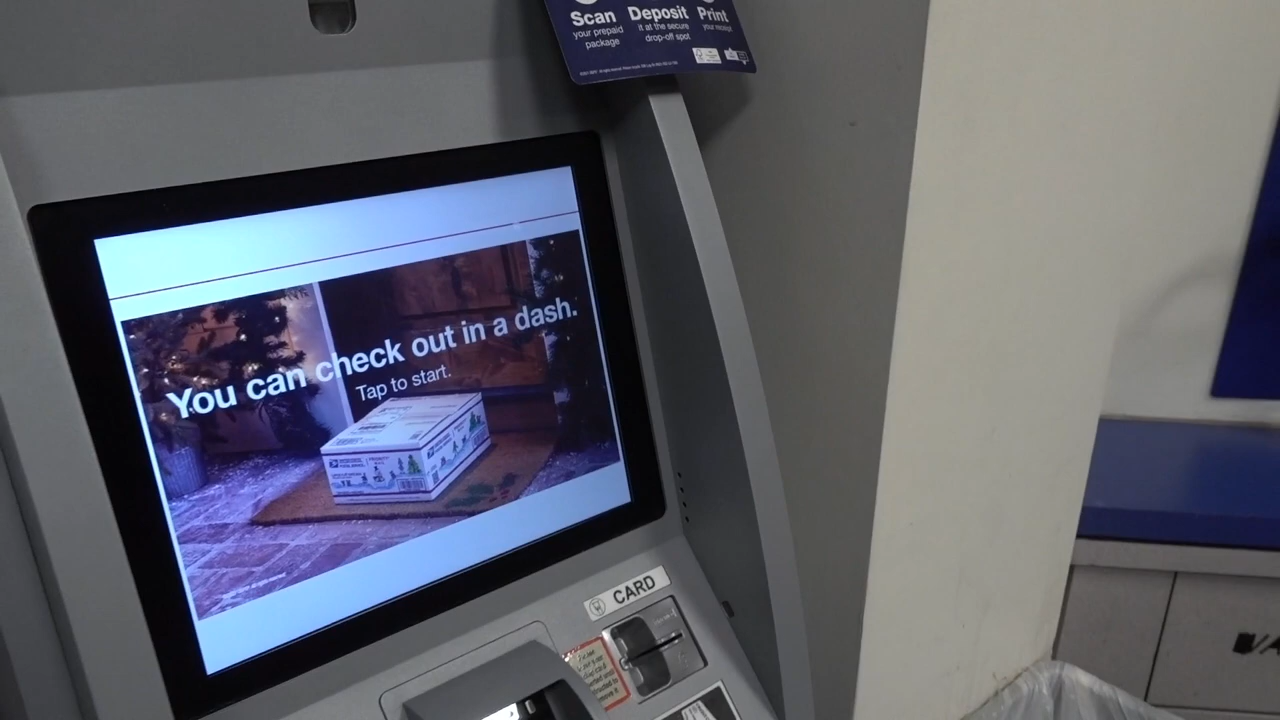 Scan
your prepaid
package
Deposit
it at the secure
drop-off spot
Print
your receipt
You can check out in a dash.
Tap to start.
PRIORITY
CARD